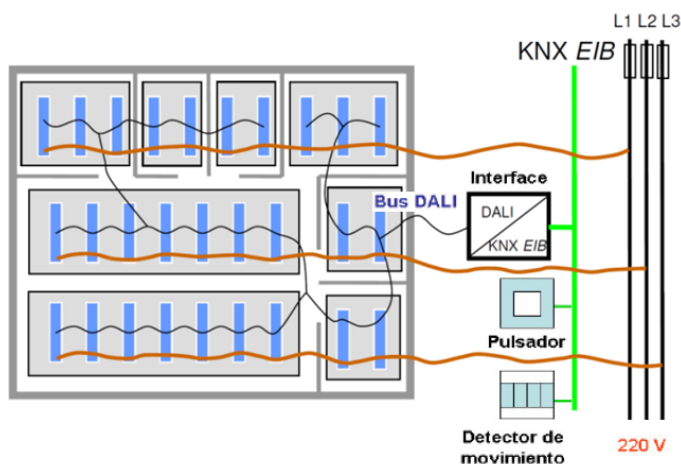 L1 L2 L3
KNX EIB
Interface
Bus DALI
DALI
KNX EIB
Pulsador
Detector de
movimiento
220 V